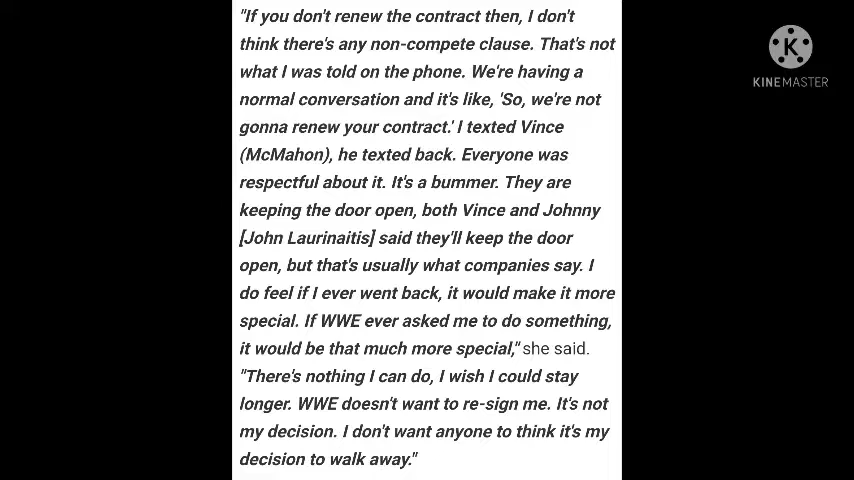 "If you don't renew the contract then, I don't
think there's any non-compete clause. That's not
what I was told on the phone. We're having a
normal conversation and it's like, 'So, we're not
gonna renew your contract.' I texted Vince
(McMahon), he texted back. Everyone was
respectful about it. It's a bummer. They are
keeping the door open, both Vince and Johnny
[John Laurinaitis] said they'll keep the door
open, but that's usually what companies say. I
do feel if I ever went back, it would make it more
special. If WWE ever asked me to do something,
it would be that much more special," she said.
"There's nothing I can do, I wish I could stay
longer. WWE doesn't want to re-sign me. It's not
my decision. I don't want anyone to think it's my
decision to walk away."
K
KINEMASTER